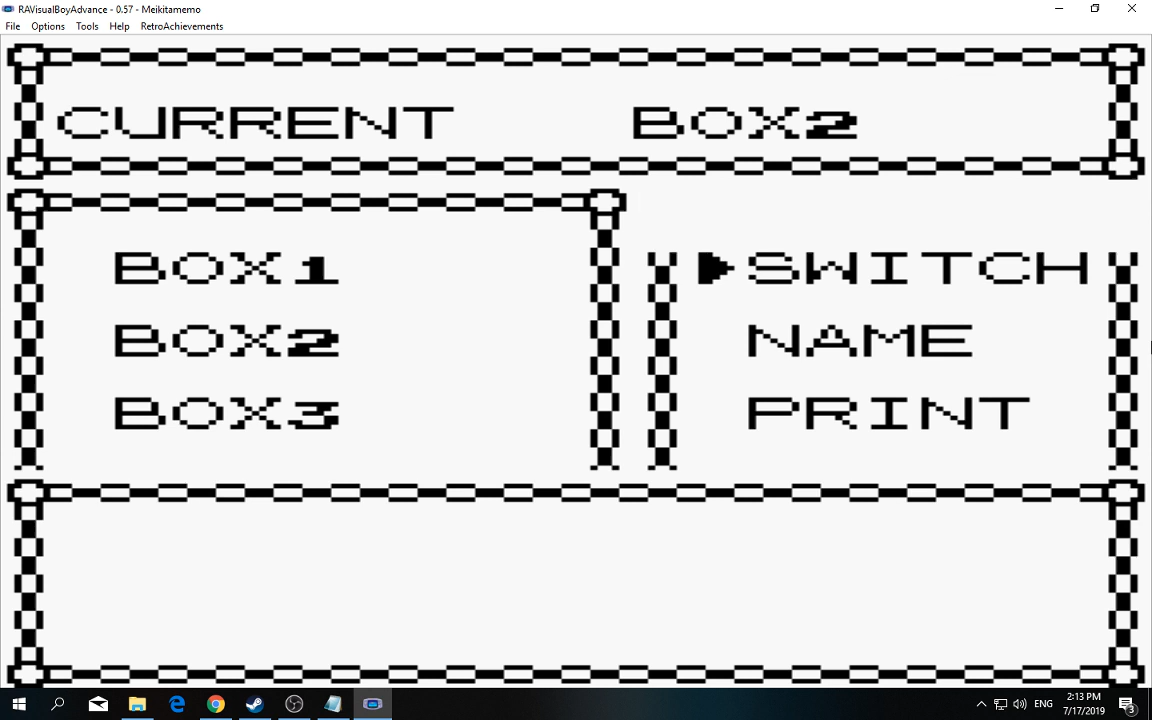 RAVisualBoyAdvance - 0.57 - Meikitamemo
File Options Tools Help RetroAchievements
CURRENT BOX2
BOX1
BOX2
BOX3
▶SWITCH
NAME
PRINT
ENG
2:13 PM
7/17/2019
3